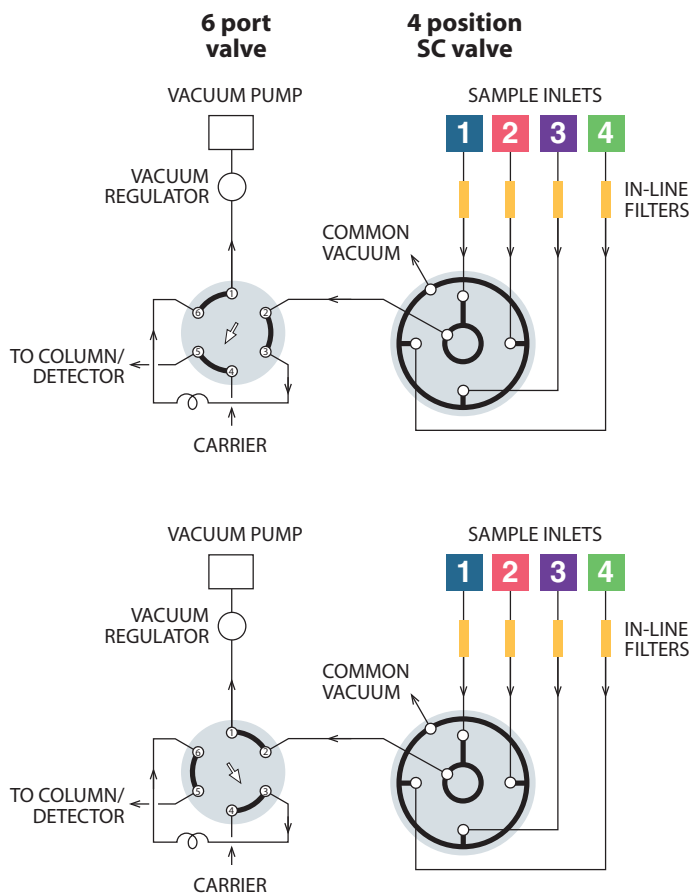 6 port
valve
4 position
SC valve
VACUUM PUMP
SAMPLE INLETS
1 2 3 4
VACUUM
REGULATOR
IN-LINE
FILTERS
COMMON
VACUUM
1
2
6
5
3
4
TO COLUMN/
DETECTOR
CARRIER
VACUUM PUMP
SAMPLE INLETS
1 2 3 4
VACUUM
REGULATOR
IN-LINE
FILTERS
COMMON
VACUUM
1
2
6
5
3
4
TO COLUMN/
DETECTOR
CARRIER